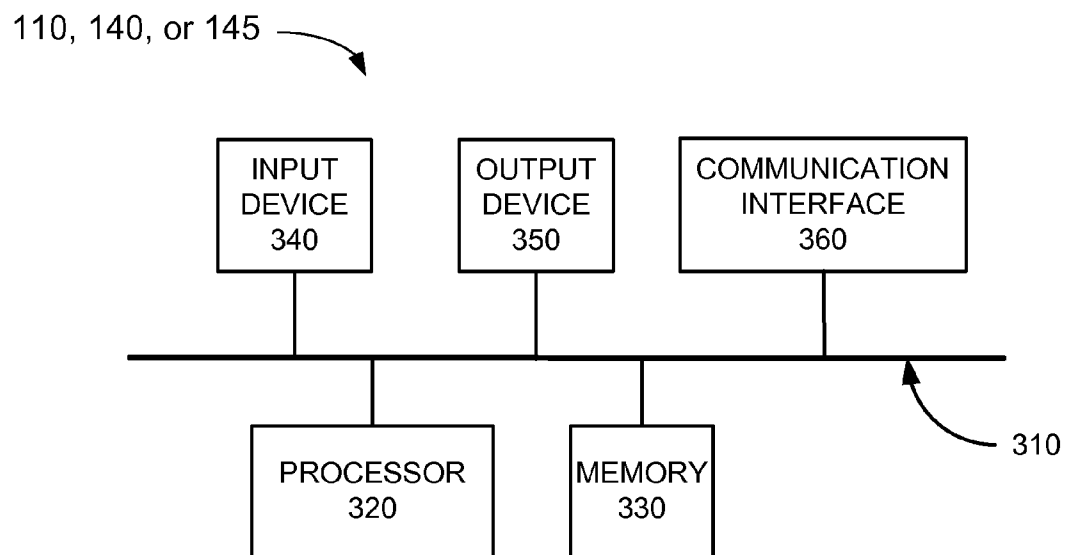 110, 140, or 145
INPUT
DEVICE
340
OUTPUT
DEVICE
350
COMMUNICATION
INTERFACE
360
PROCESSOR
320
MEMORY
330
310